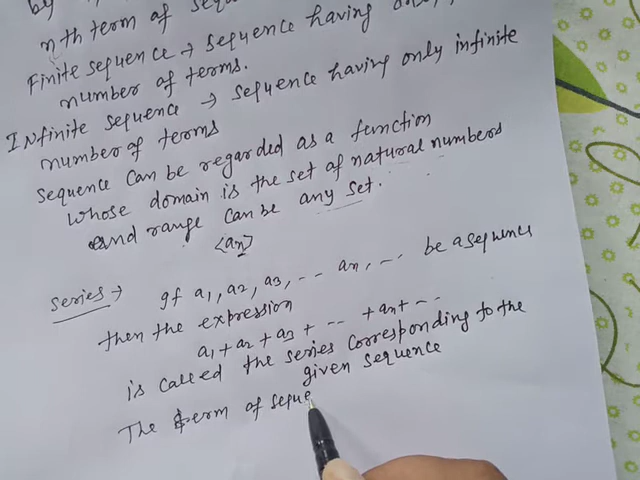 by
nth term of sequ
Finite sequence → sequence having only
number of terms.
Infinite sequence → sequence having only infinite
number of terms
sequence can be regarded as a function
whose domain is the set of natural numbers
and range can be any set.
<an>
Series → If a1, a2, a3, -- an, -- be a sequence
then the expression
a1 + a2 + a3 + -- + an + --
is called the series corresponding to the
given sequence
The term of seque